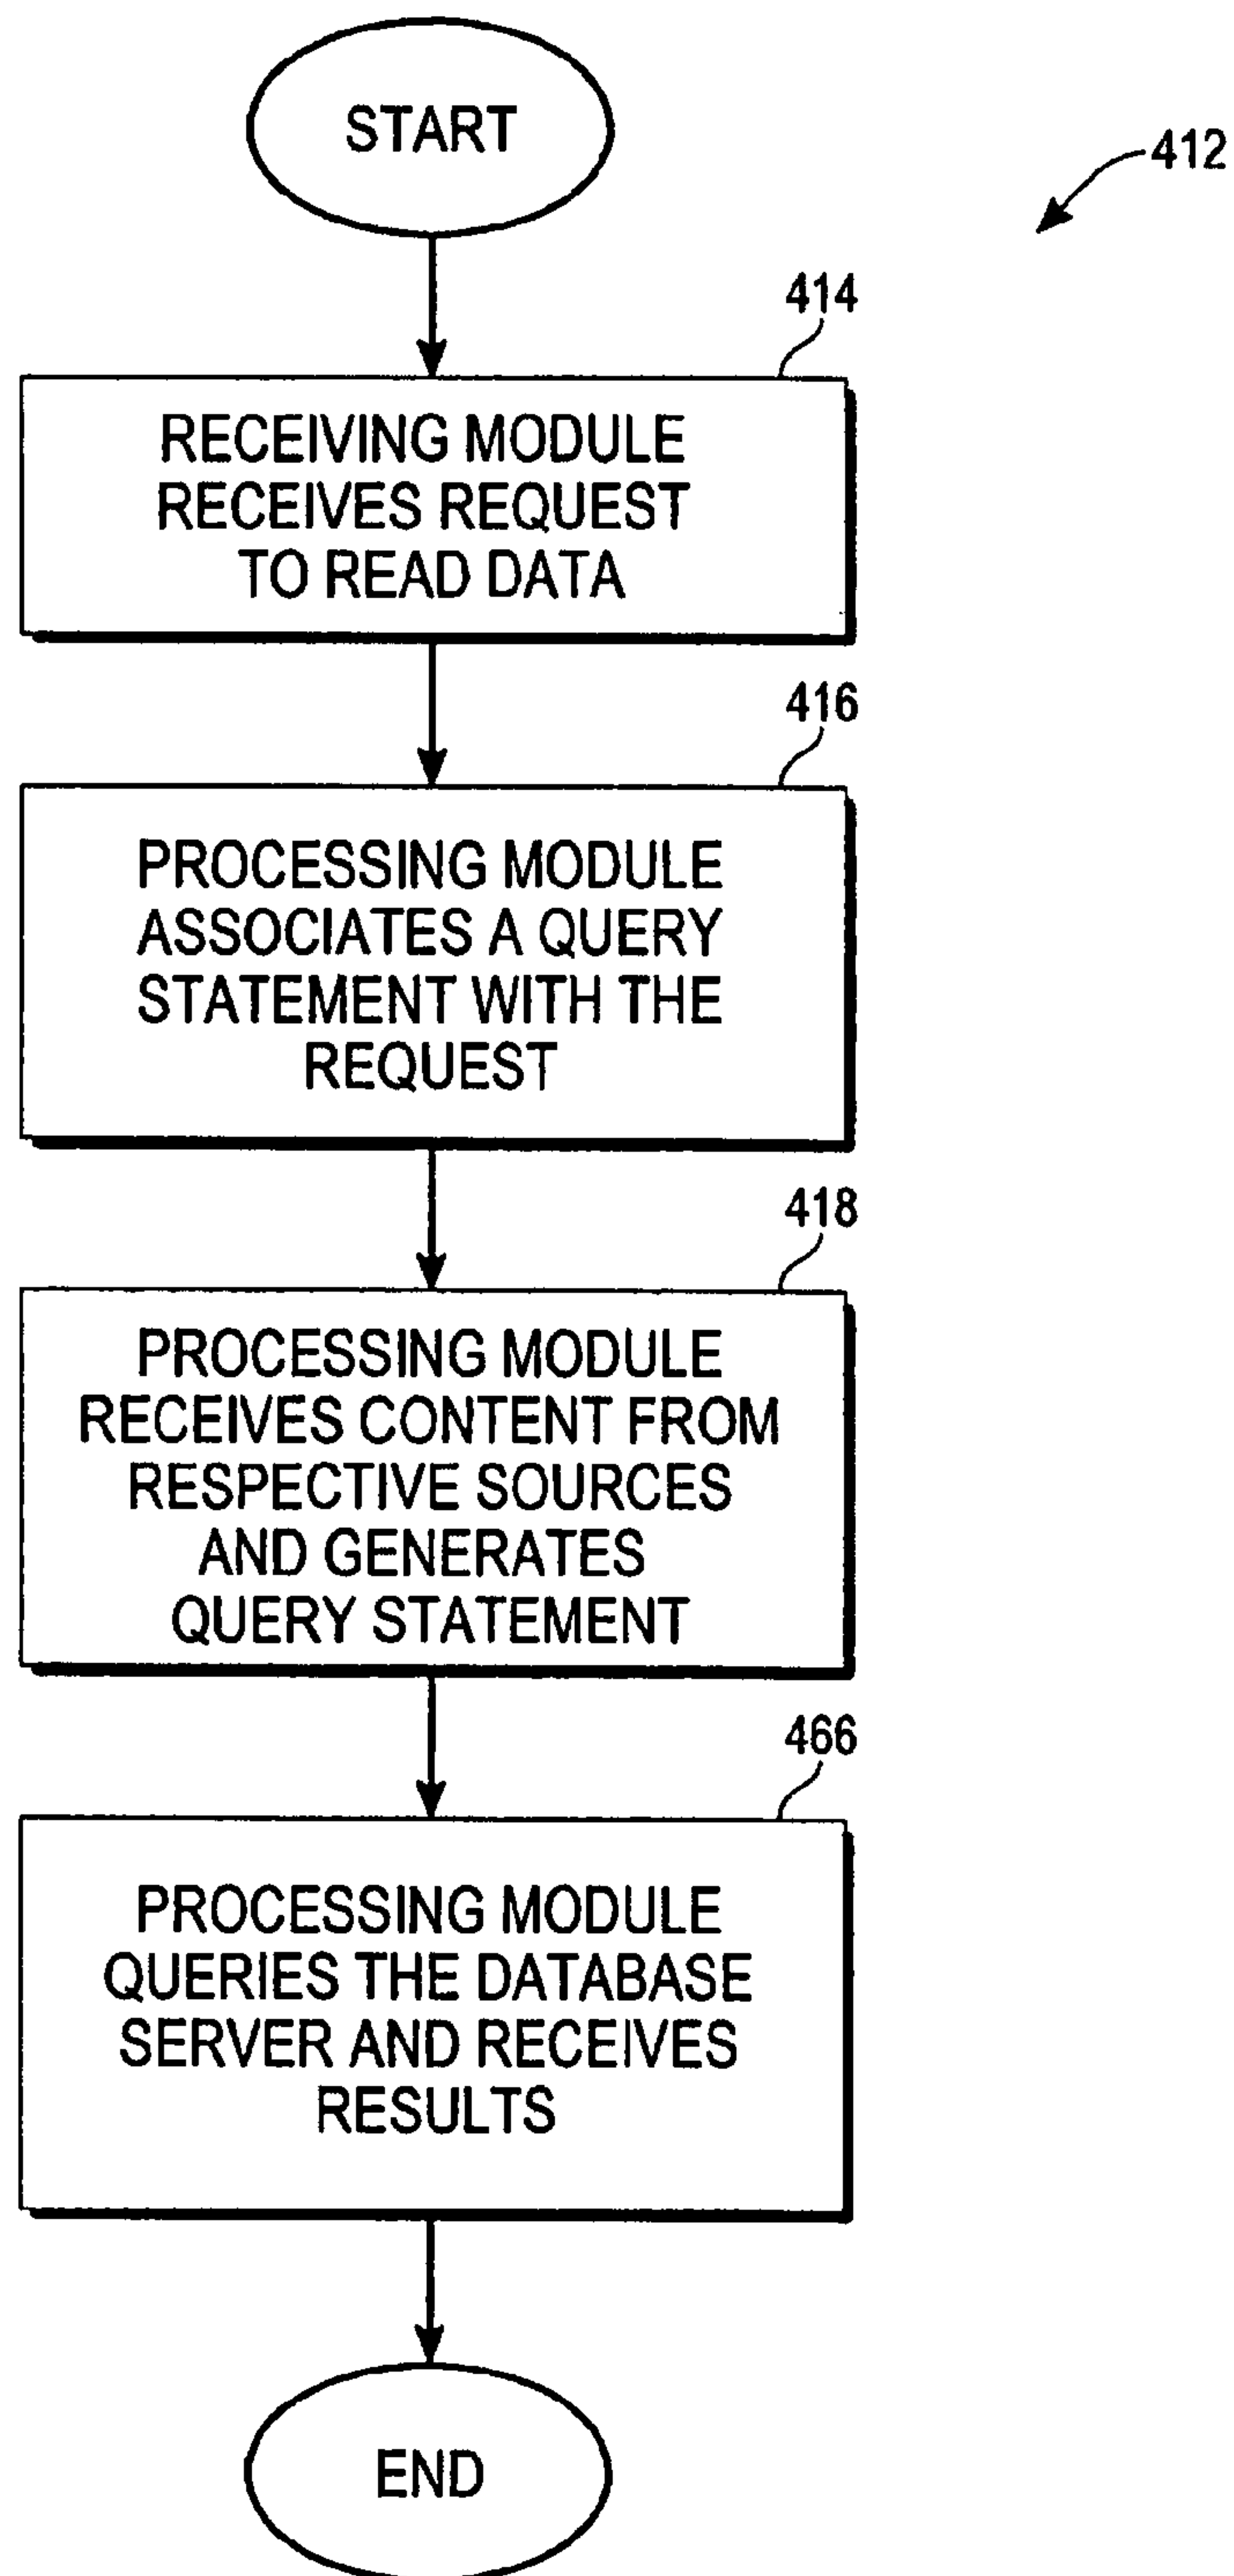 START
412
414
RECEIVING MODULE
RECEIVES REQUEST
TO READ DATA
416
PROCESSING MODULE
ASSOCIATES A QUERY
STATEMENT WITH THE
REQUEST
418
PROCESSING MODULE
RECEIVES CONTENT FROM
RESPECTIVE SOURCES
AND GENERATES
QUERY STATEMENT
466
PROCESSING MODULE
QUERIES THE DATABASE
SERVER AND RECEIVES
RESULTS
END